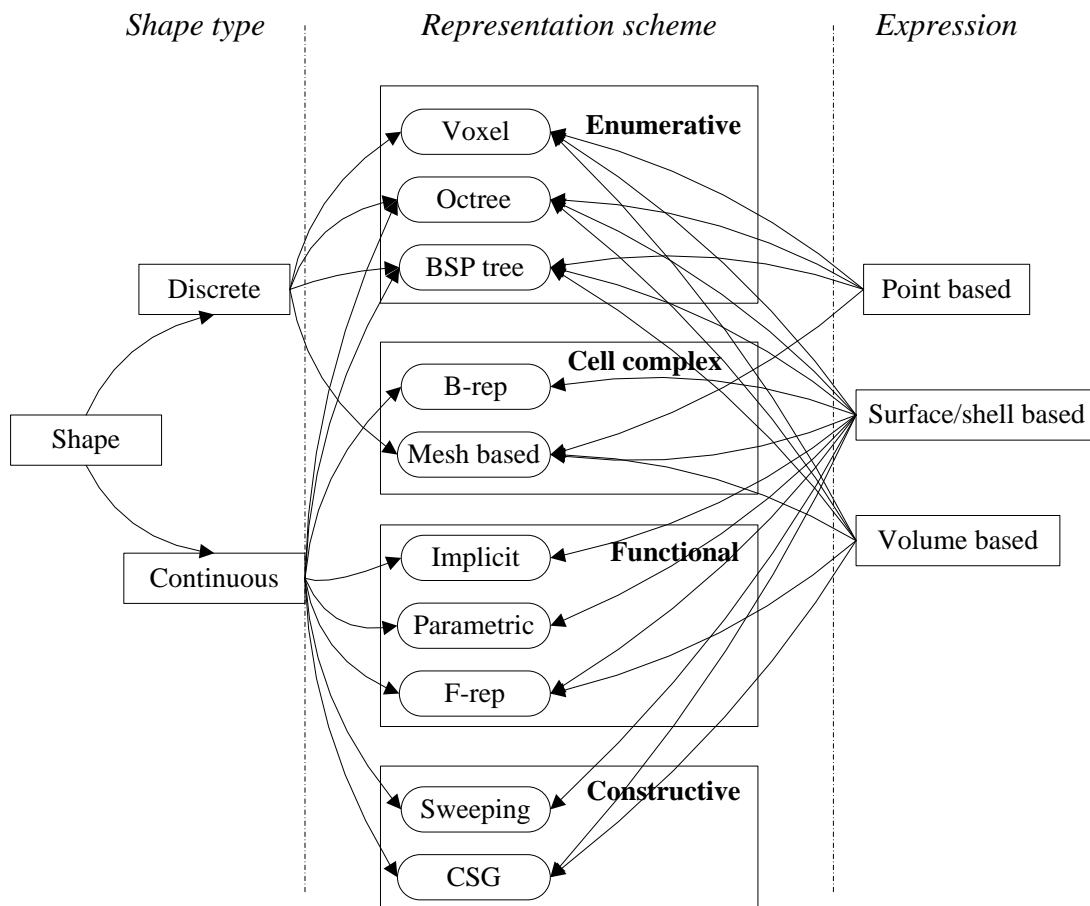 Shape type
Representation scheme
Expression
Voxel
Enumerative
Octree
BSP tree
Discrete
Point based
Cell complex
B-rep
Mesh based
Shape
Surface/shell based
Continuous
Implicit
Functional
Volume based
Parametric
F-rep
Sweeping
Constructive
CSG